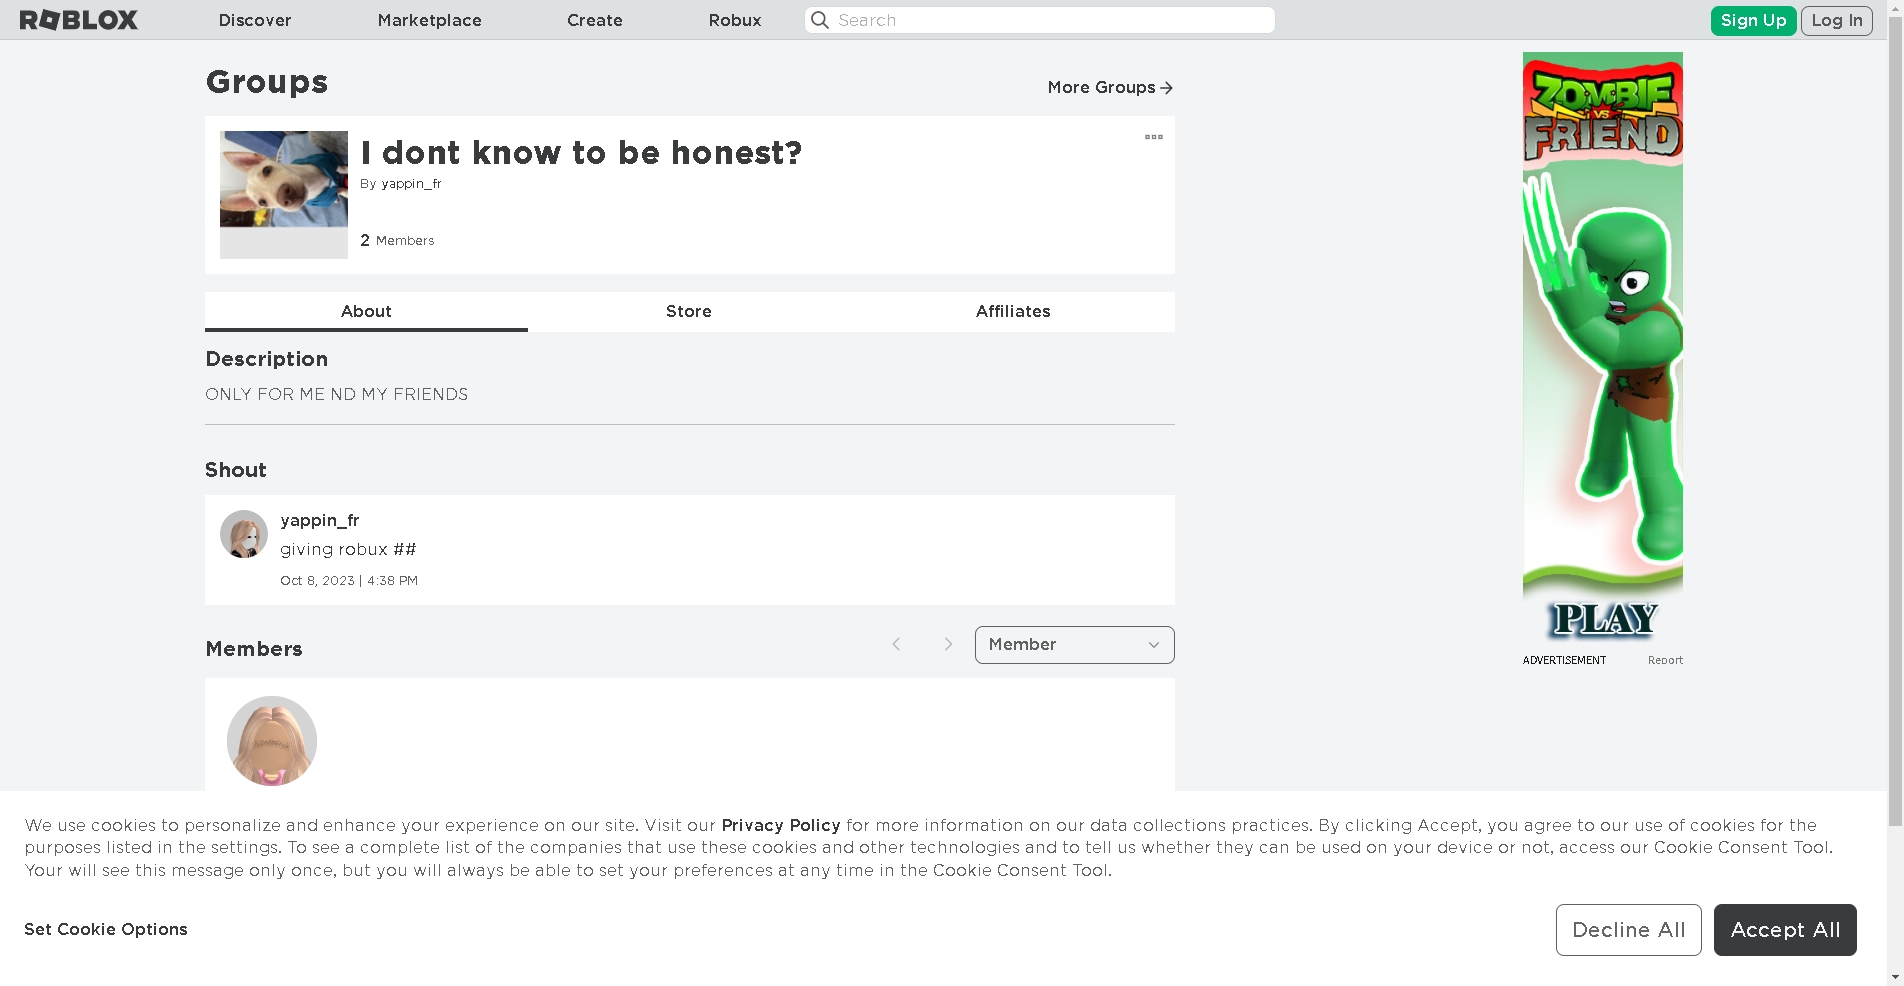 ROBLOX Discover Marketplace Create Robux Search Sign Up Log In
Groups
More Groups
I dont know to be honest?
By yappin_fr
2 Members
About Store Affiliates
Description
ONLY FOR ME ND MY FRIENDS
Shout
yappin_fr
giving robux ##
Oct 8, 2023 | 4:38 PM
Members
Member
ZOMBIE
VS
FRIEND
PLAY
ADVERTISEMENT Report
We use cookies to personalize and enhance your experience on our site. Visit our Privacy Policy for more information on our data collections practices. By clicking Accept, you agree to our use of cookies for the
purposes listed in the settings. To see a complete list of the companies that use these cookies and other technologies and to tell us whether they can be used on your device or not, access our Cookie Consent Tool.
Your will see this message only once, but you will always be able to set your preferences at any time in the Cookie Consent Tool.
Set Cookie Options
Decline All Accept All